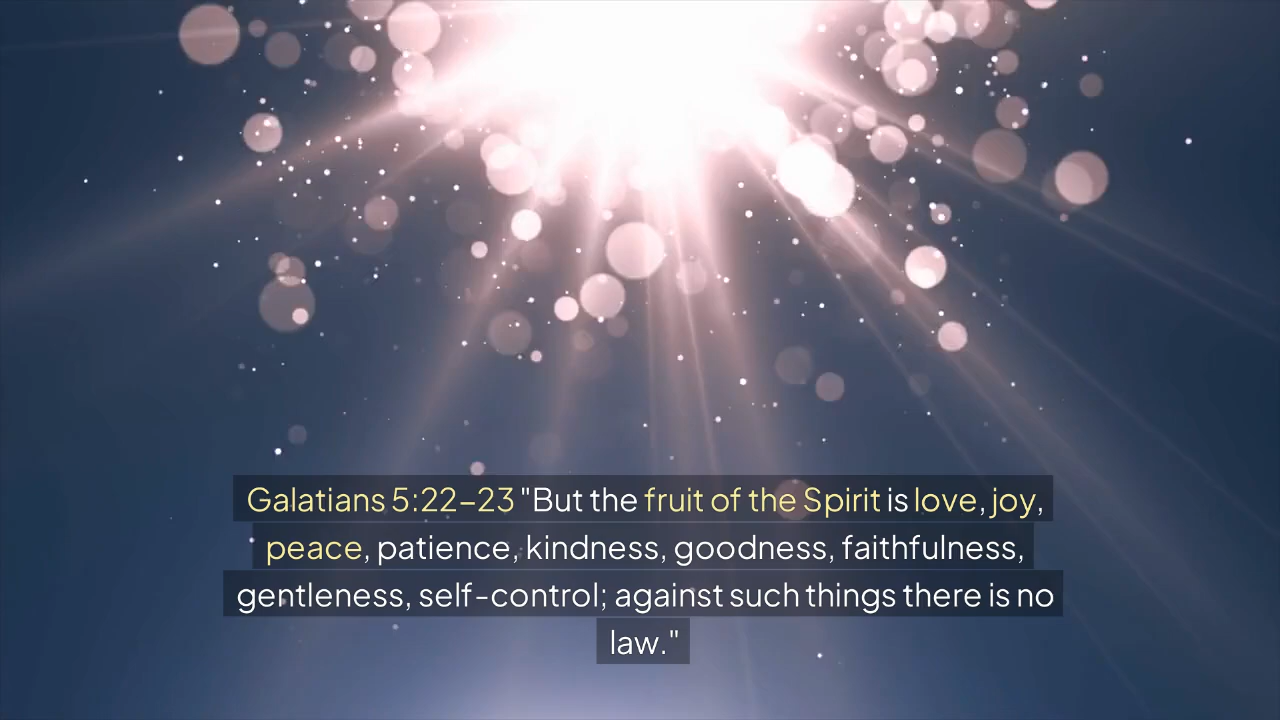 Galatians 5:22–23 "But the fruit of the Spirit is love, joy,
peace, patience, kindness, goodness, faithfulness,
gentleness, self-control; against such things there is no
law."